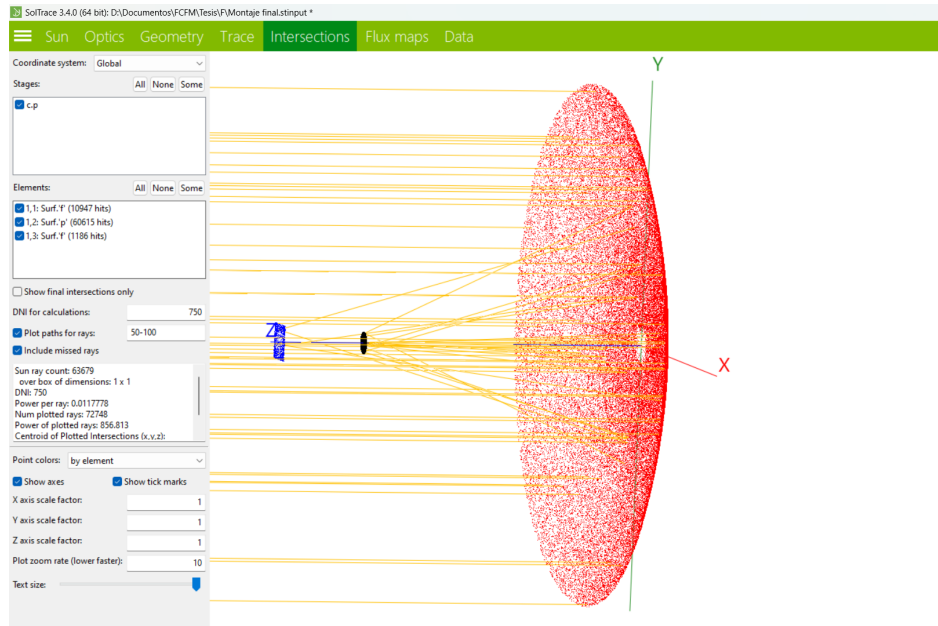 SolTrace 3.4.0 (64 bit): D:\Documentos\FCFM\Tesis\F\Montaje final.stinput *
Sun Optics Geometry Trace Intersections Flux maps Data
Coordinate system: Global
Stages: All None Some
c.p
Elements: All None Some
1,1: Surf.'f' (10947 hits)
1,2: Surf.'p' (60615 hits)
1,3: Surf.'f' (1186 hits)
Show final intersections only
DNI for calculations: 750
Plot paths for rays: 50-100
Include missed rays
Sun ray count: 63679
over box of dimensions: 1 x 1
DNI: 750
Power per ray: 0.0117778
Num plotted rays: 72748
Power of plotted rays: 856.813
Centroid of Plotted Intersections (x,y,z):
Point colors: by element
Show axes Show tick marks
X axis scale factor: 1
Y axis scale factor: 1
Z axis scale factor: 1
Plot zoom rate (lower faster): 10
Text size:
Y
Z
X